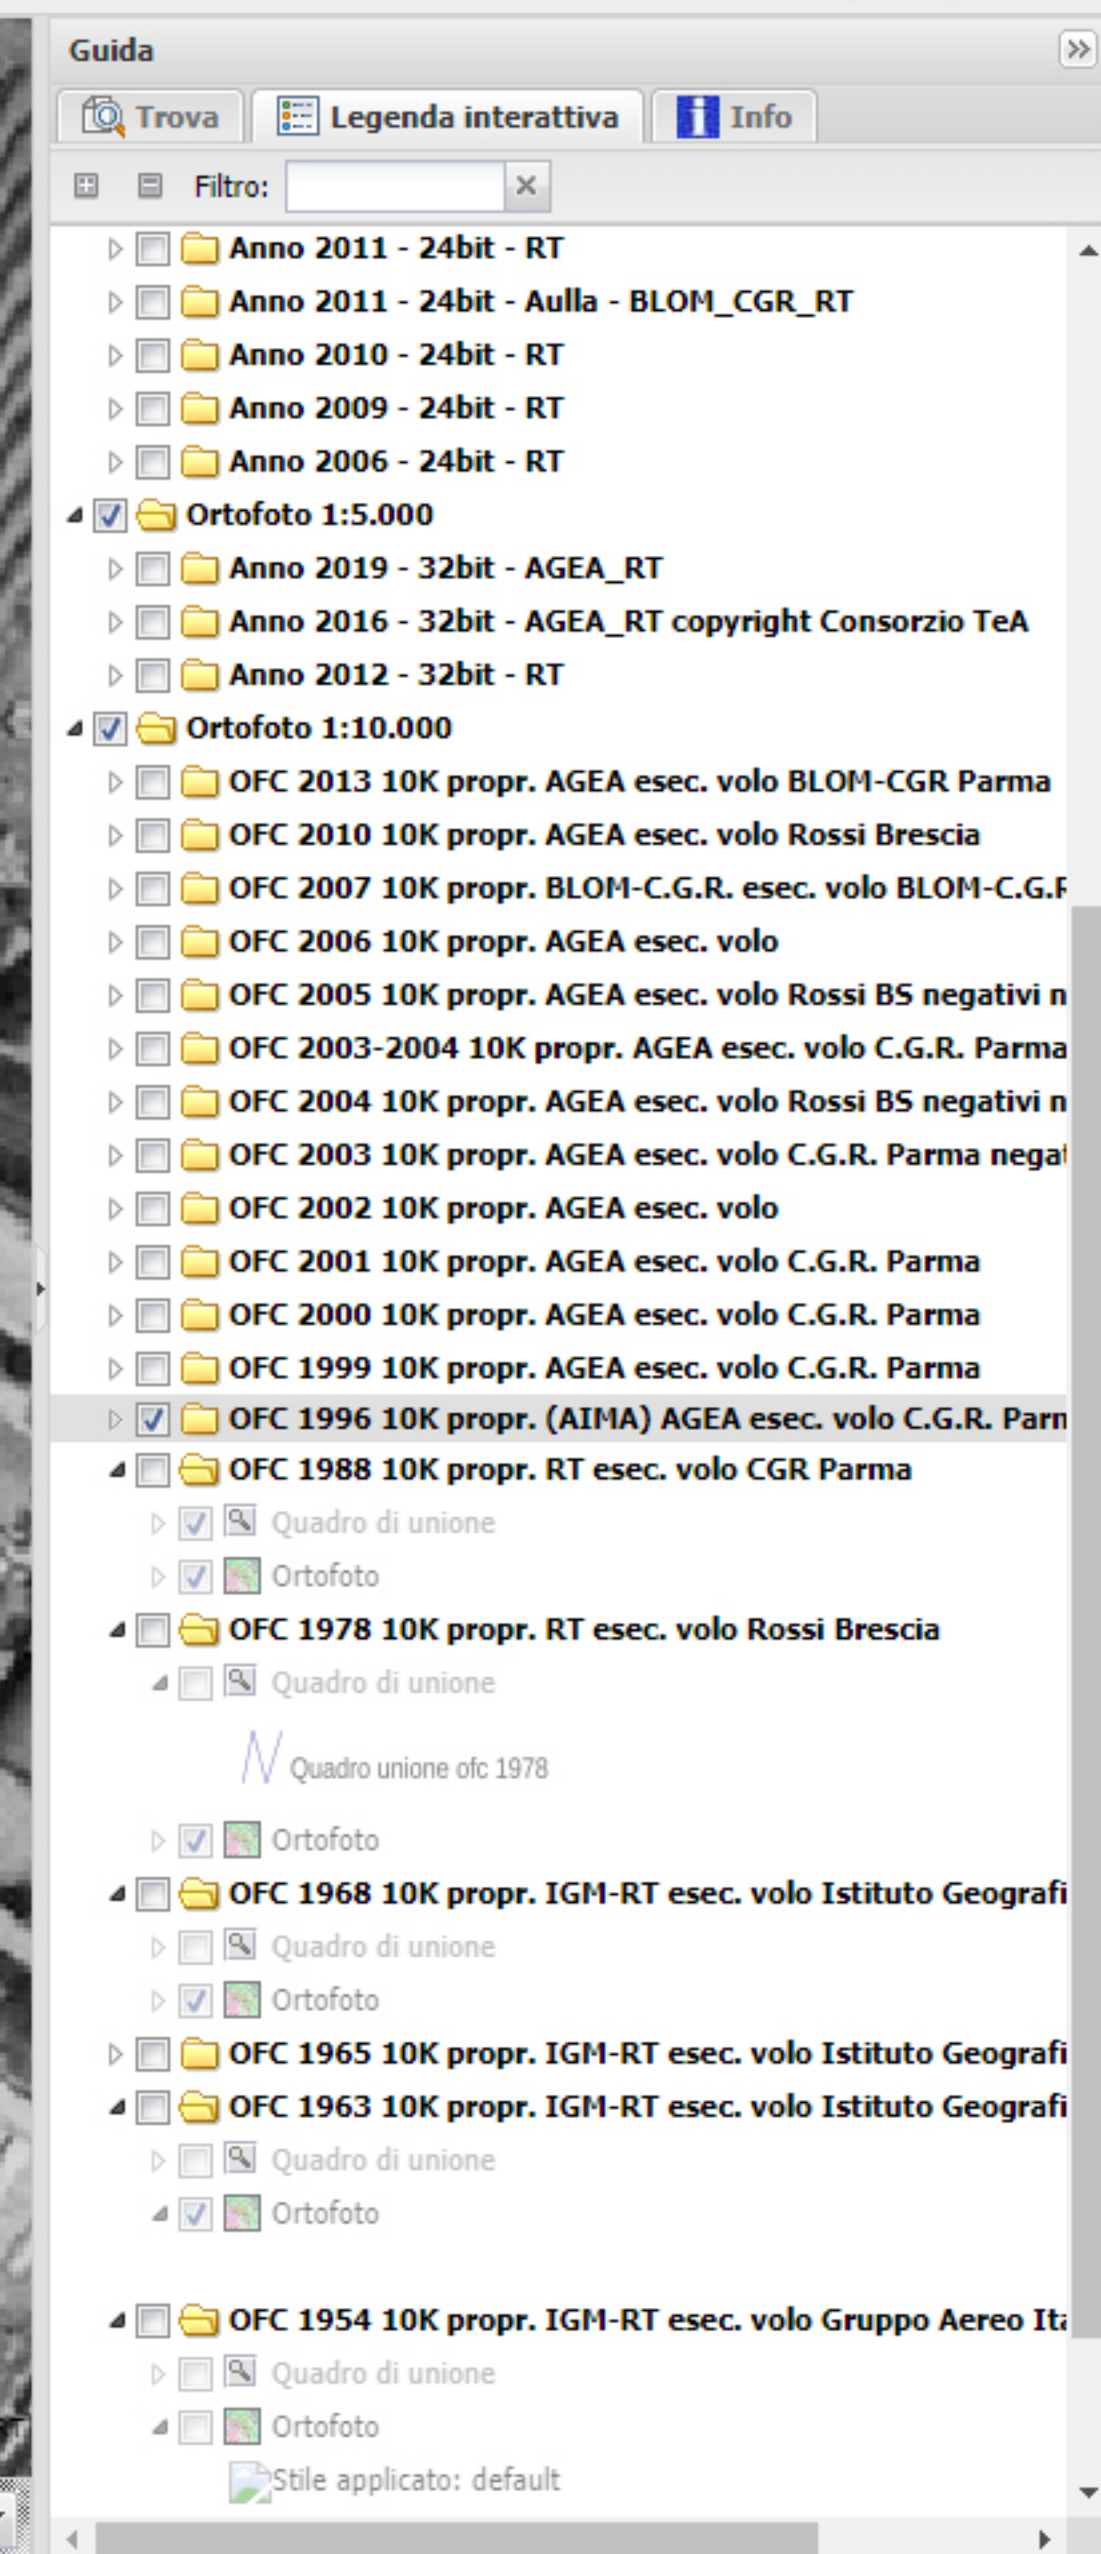 Guida
Trova Legenda interattiva Info
Filtro:
Anno 2011 - 24bit - RT
Anno 2011 - 24bit - Aulla - BLOM_CGR_RT
Anno 2010 - 24bit - RT
Anno 2009 - 24bit - RT
Anno 2006 - 24bit - RT
Ortofoto 1:5.000
Anno 2019 - 32bit - AGEA_RT
Anno 2016 - 32bit - AGEA_RT copyright Consorzio TeA
Anno 2012 - 32bit - RT
Ortofoto 1:10.000
OFC 2013 10K propr. AGEA esec. volo BLOM-CGR Parma
OFC 2010 10K propr. AGEA esec. volo Rossi Brescia
OFC 2007 10K propr. BLOM-C.G.R. esec. volo BLOM-C.G.R
OFC 2006 10K propr. AGEA esec. volo
OFC 2005 10K propr. AGEA esec. volo Rossi BS negativi n
OFC 2003-2004 10K propr. AGEA esec. volo C.G.R. Parma
OFC 2004 10K propr. AGEA esec. volo Rossi BS negativi n
OFC 2003 10K propr. AGEA esec. volo C.G.R. Parma negat
OFC 2002 10K propr. AGEA esec. volo
OFC 2001 10K propr. AGEA esec. volo C.G.R. Parma
OFC 2000 10K propr. AGEA esec. volo C.G.R. Parma
OFC 1999 10K propr. AGEA esec. volo C.G.R. Parma
OFC 1996 10K propr. (AIMA) AGEA esec. volo C.G.R. Parm
OFC 1988 10K propr. RT esec. volo CGR Parma
Quadro di unione
Ortofoto
OFC 1978 10K propr. RT esec. volo Rossi Brescia
Quadro di unione
Quadro unione ofc 1978
Ortofoto
OFC 1968 10K propr. IGM-RT esec. volo Istituto Geografi
Quadro di unione
Ortofoto
OFC 1965 10K propr. IGM-RT esec. volo Istituto Geografi
OFC 1963 10K propr. IGM-RT esec. volo Istituto Geografi
Quadro di unione
Ortofoto
OFC 1954 10K propr. IGM-RT esec. volo Gruppo Aereo Ita
Quadro di unione
Ortofoto
Stile applicato: default